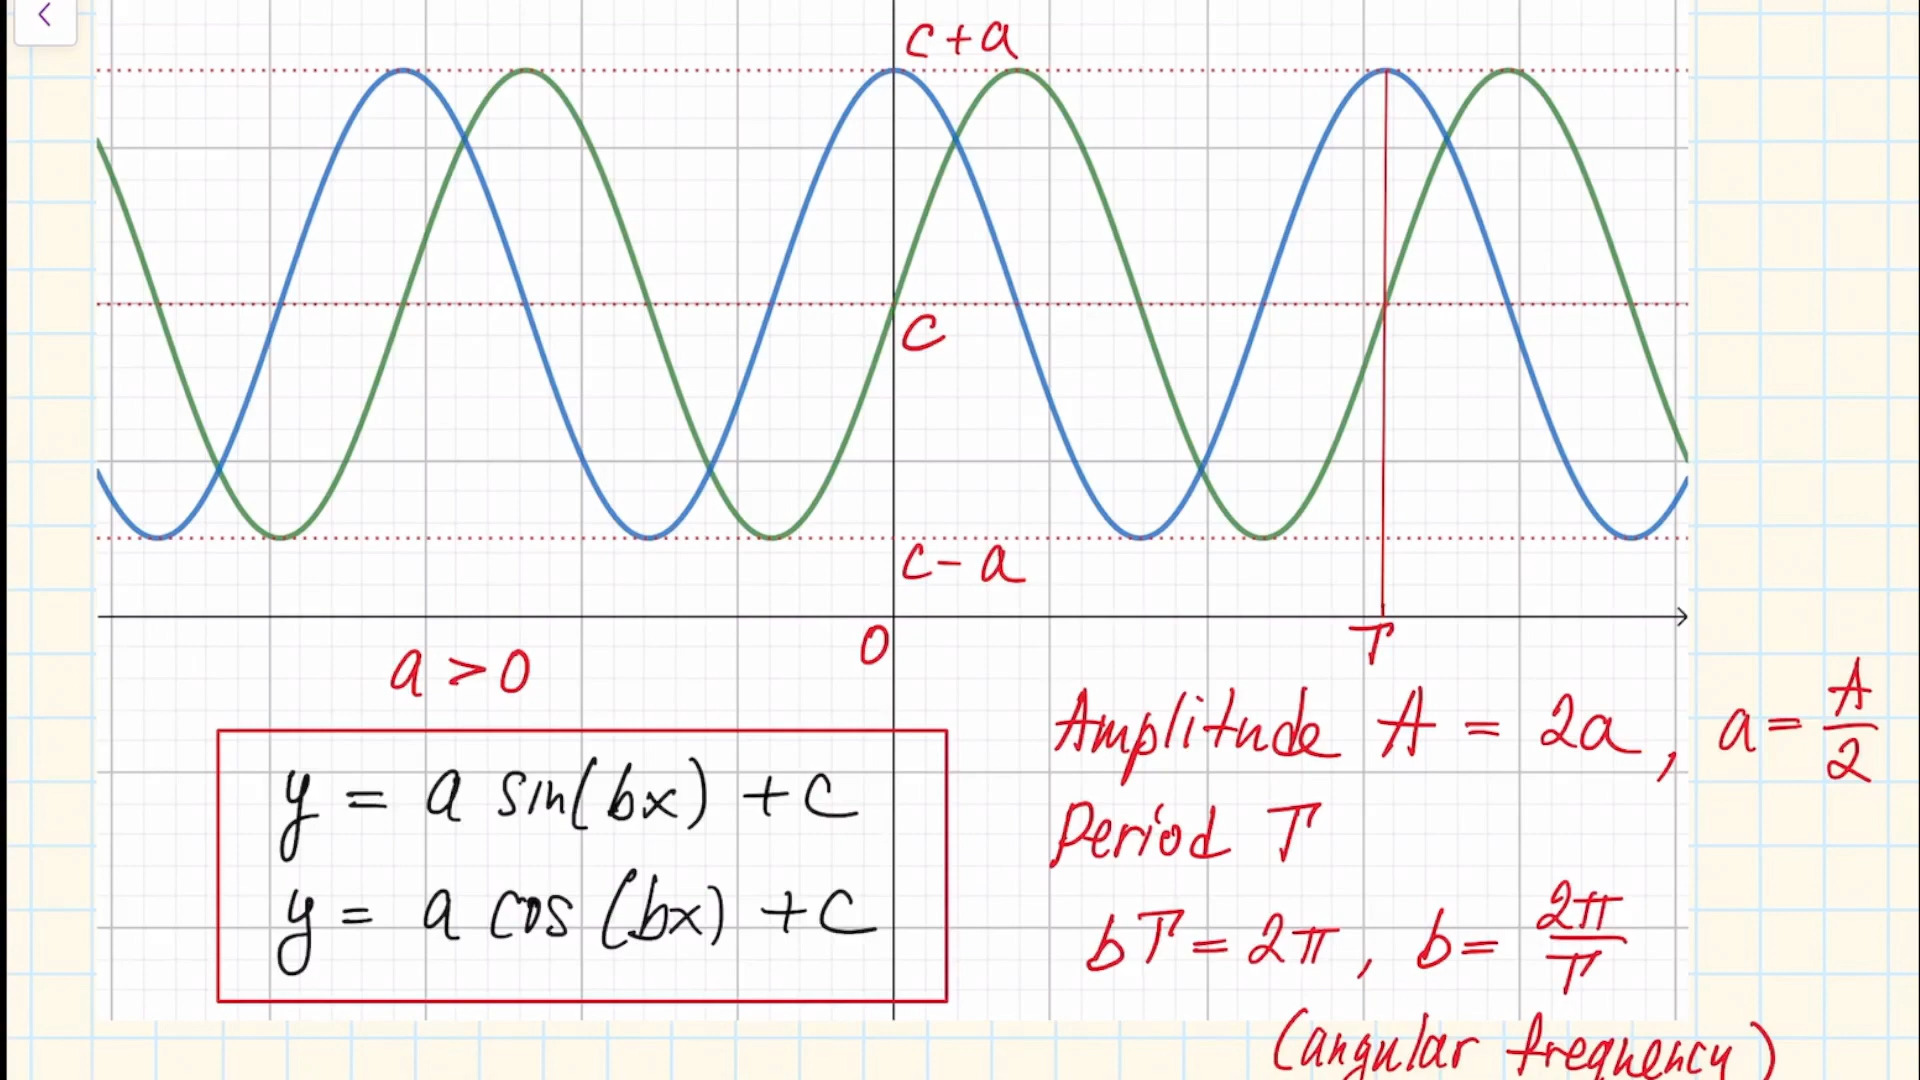 c+a
c
c-a
0
T
a > 0
Amplitude A = 2a, a = A/2
y = a sin(bx) + c
Period T
y = a cos(bx) + c
bT = 2π, b = 2π/T
(angular frequency)